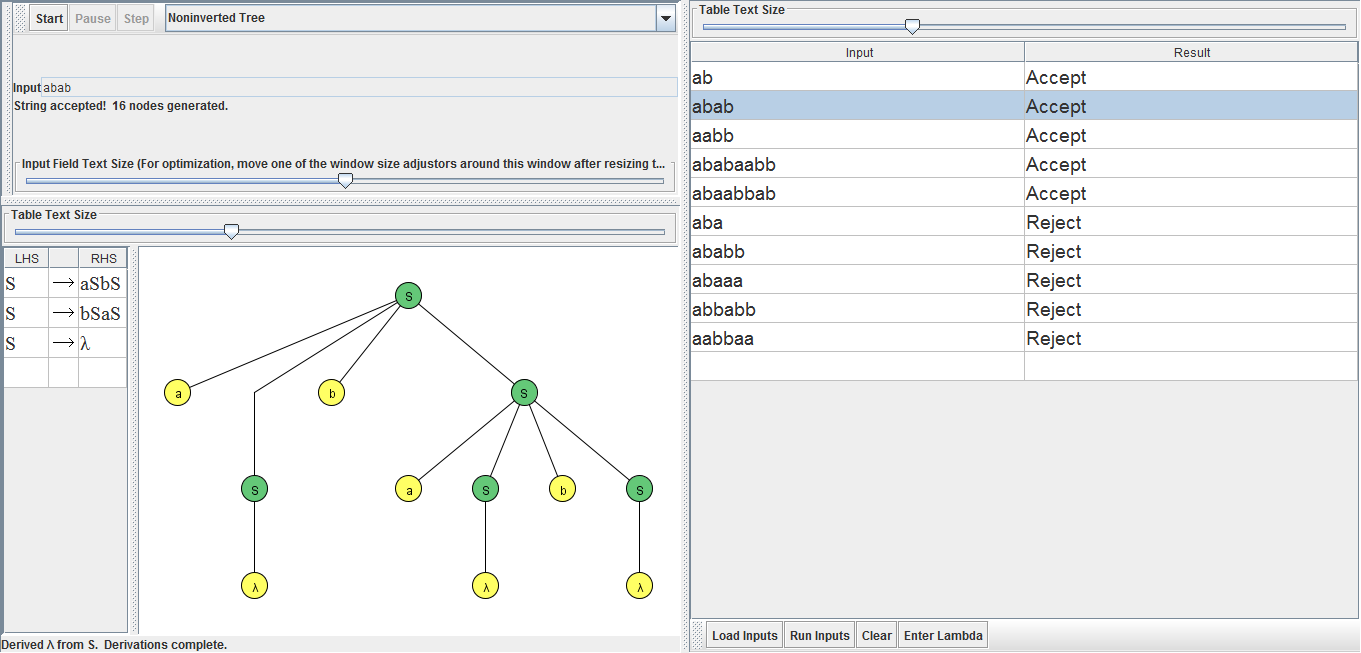 Start Pause Step Noninverted Tree
Input abab
String accepted! 16 nodes generated.
Input Field Text Size (For optimization, move one of the window size adjustors around this window after resizing t...
Table Text Size
LHS RHS
S → aSbS
S → bSaS
S → λ
S
a b S
S a S b S
λ λ λ
Derived λ from S. Derivations complete.
Table Text Size
Input Result
ab Accept
abab Accept
aabb Accept
ababaabb Accept
abaabbab Accept
aba Reject
ababb Reject
abaaa Reject
abbabb Reject
aabbaa Reject
Load Inputs Run Inputs Clear Enter Lambda